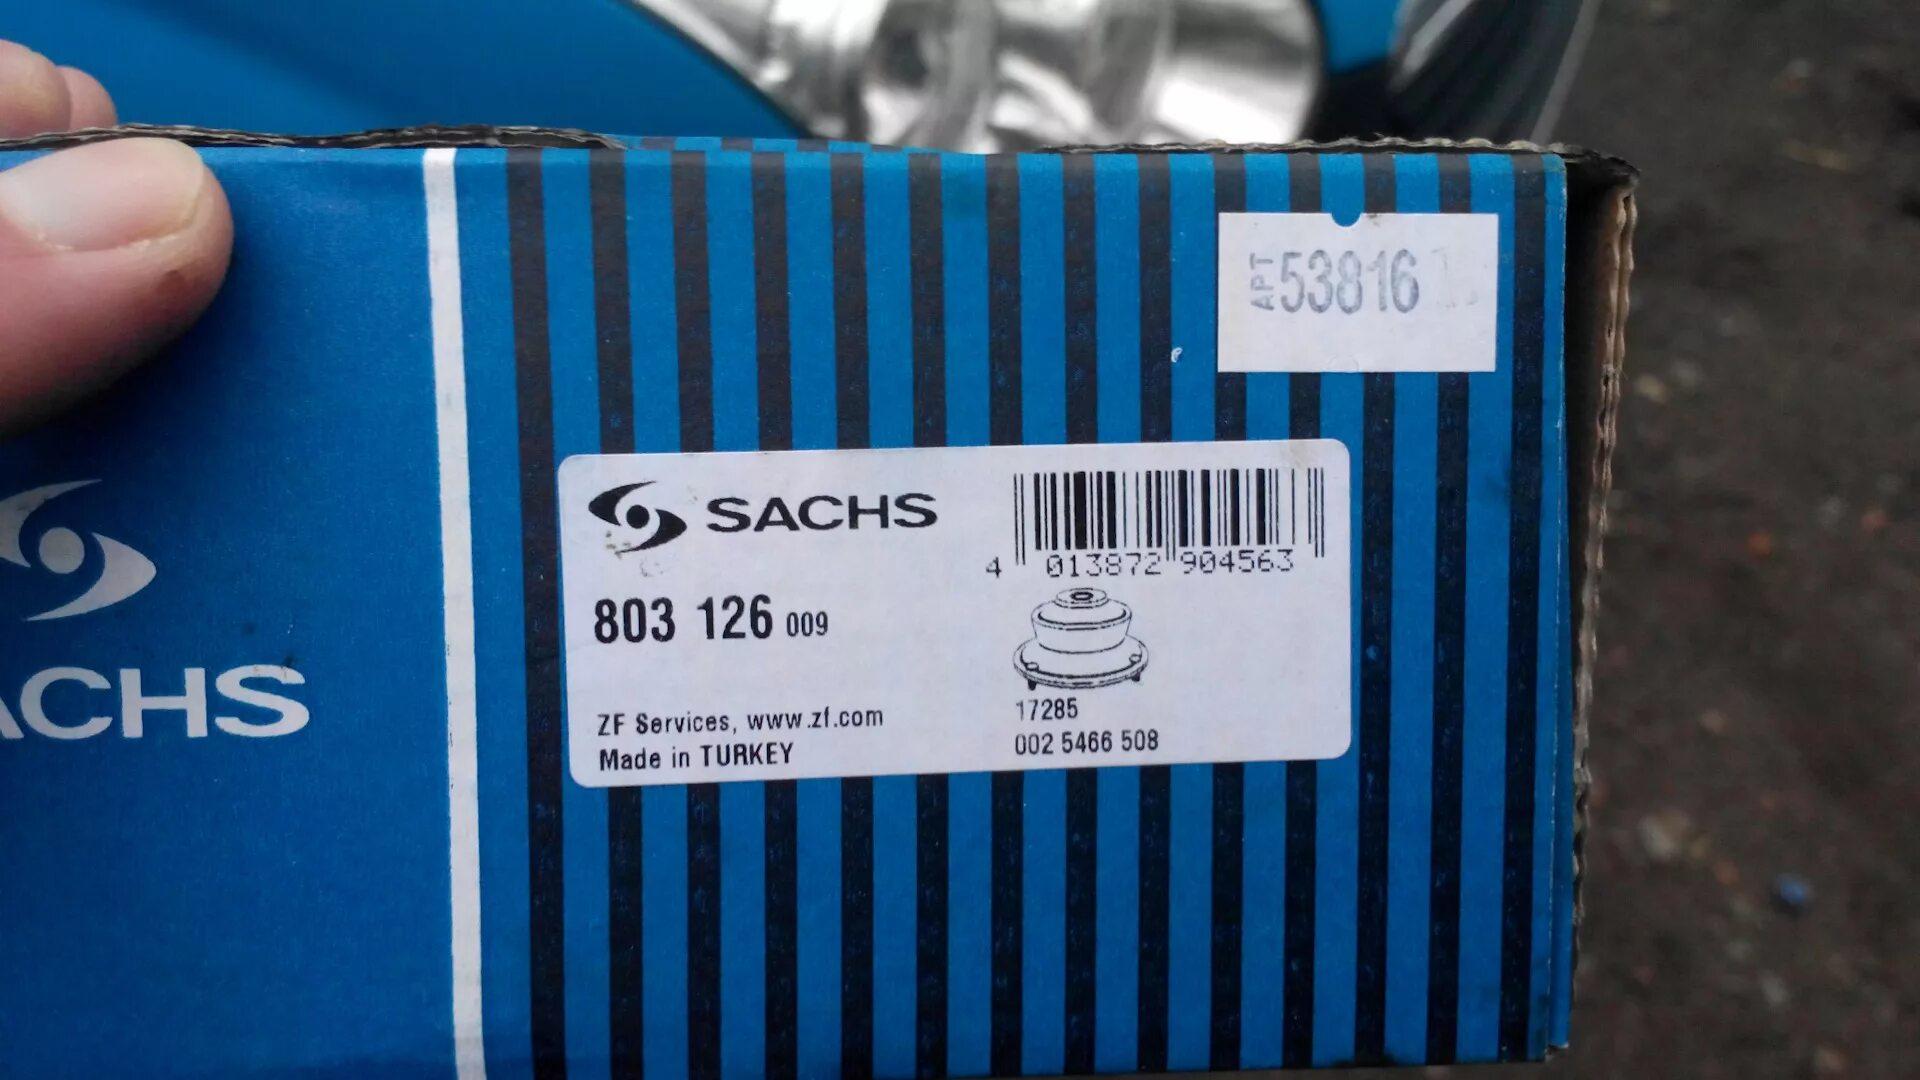 АРТ 53816
SACHS
4 013872 904563
803 126 009
ZF Services, www.zf.com
Made in TURKEY
17285
002 5466 508
ACHS